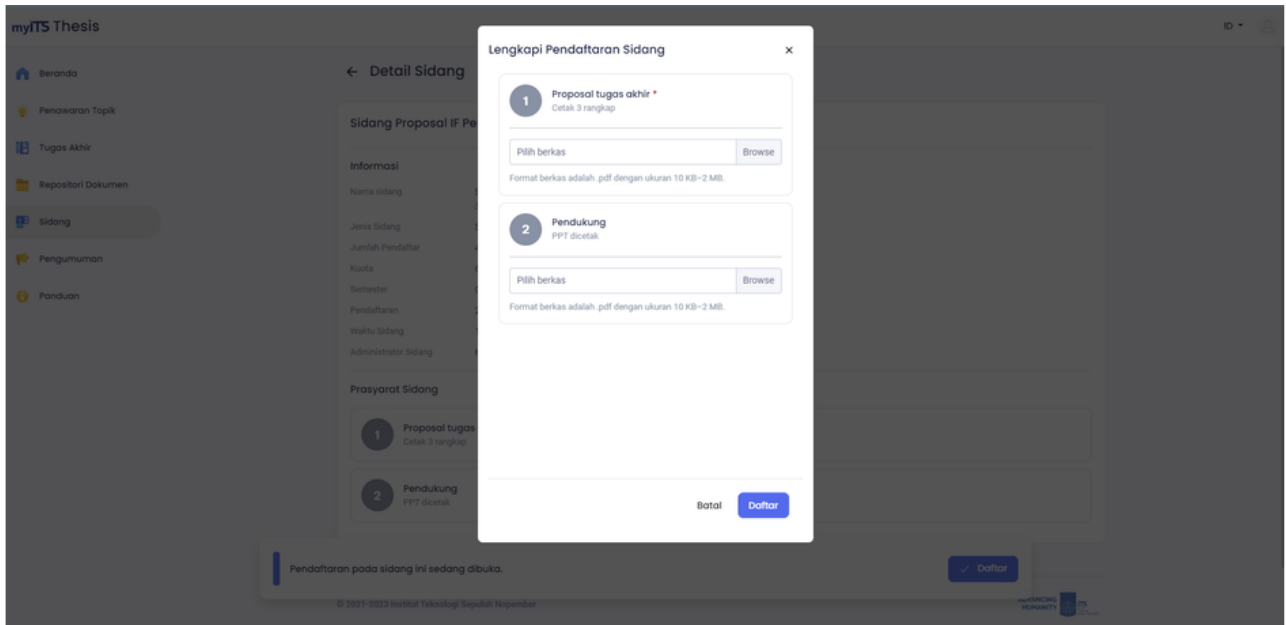 myITS Thesis
ID
Beranda
Penawaran Topik
Tugas Akhir
Repositori Dokumen
Sidang
Pengumuman
Panduan
← Detail Sidang
Sidang Proposal IF Pe
Informasi
Nama sidang
Jenis Sidang
Jumlah Pendaftar
Kuota
Semester
Pendaftaran
Waktu Sidang
Administrator Sidang
Prasyarat Sidang
1
Proposal tugas
Cetak 3 rangkap
2
Pendukung
PPT dicetak
Lengkapi Pendaftaran Sidang
×
1
Proposal tugas akhir *
Cetak 3 rangkap
Pilih berkas Browse
Format berkas adalah .pdf dengan ukuran 10 KB–2 MB.
2
Pendukung
PPT dicetak
Pilih berkas Browse
Format berkas adalah .pdf dengan ukuran 10 KB–2 MB.
Batal Daftar
Pendaftaran pada sidang ini sedang dibuka.
✓ Daftar
© 2021-2023 Institut Teknologi Sepuluh Nopember
ADVANCING
HUMANITY
ITS